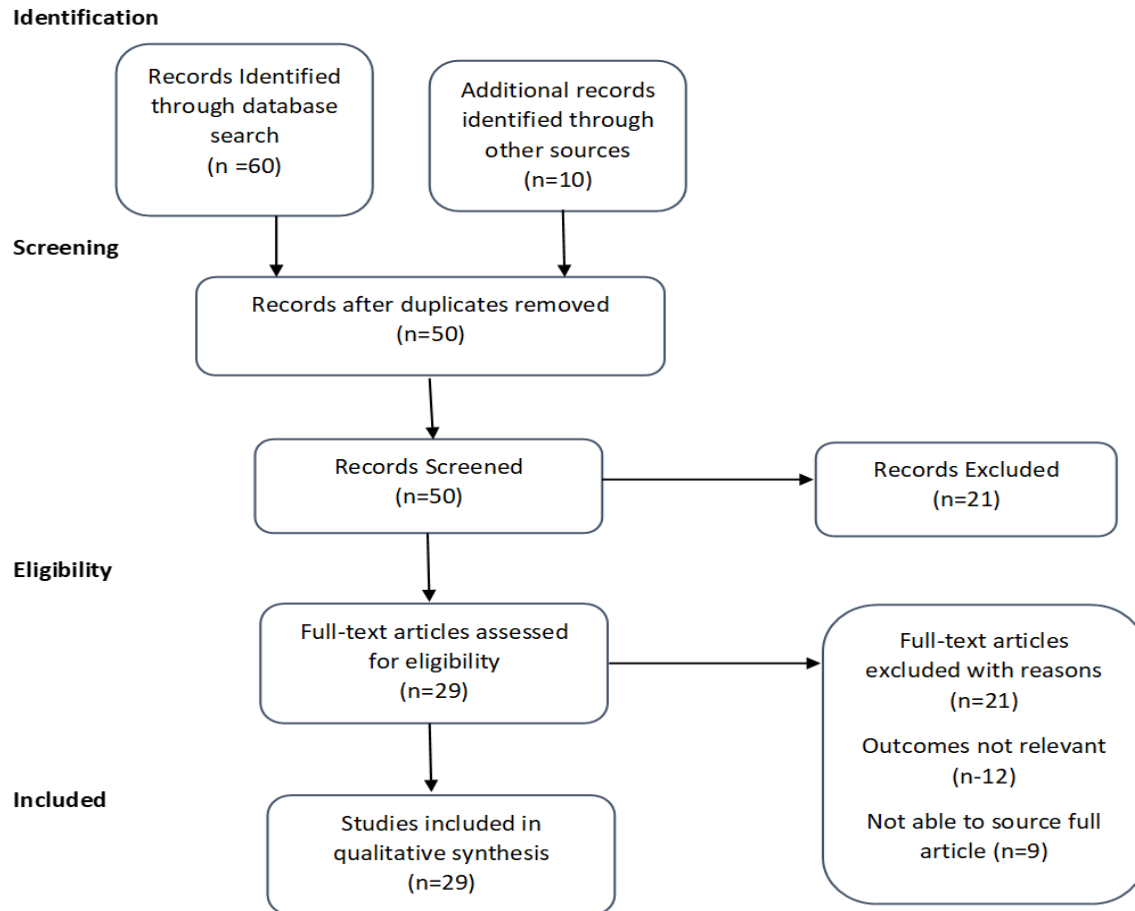 Identification
Records Identified
through database
search
(n =60)
Additional records
identified through
other sources
(n=10)
Screening
Records after duplicates removed
(n=50)
Records Screened
(n=50)
Records Excluded
(n=21)
Eligibility
Full-text articles assessed
for eligibility
(n=29)
Full-text articles
excluded with reasons
(n=21)
Outcomes not relevant
(n-12)
Not able to source full
article (n=9)
Included
Studies included in
qualitative synthesis
(n=29)